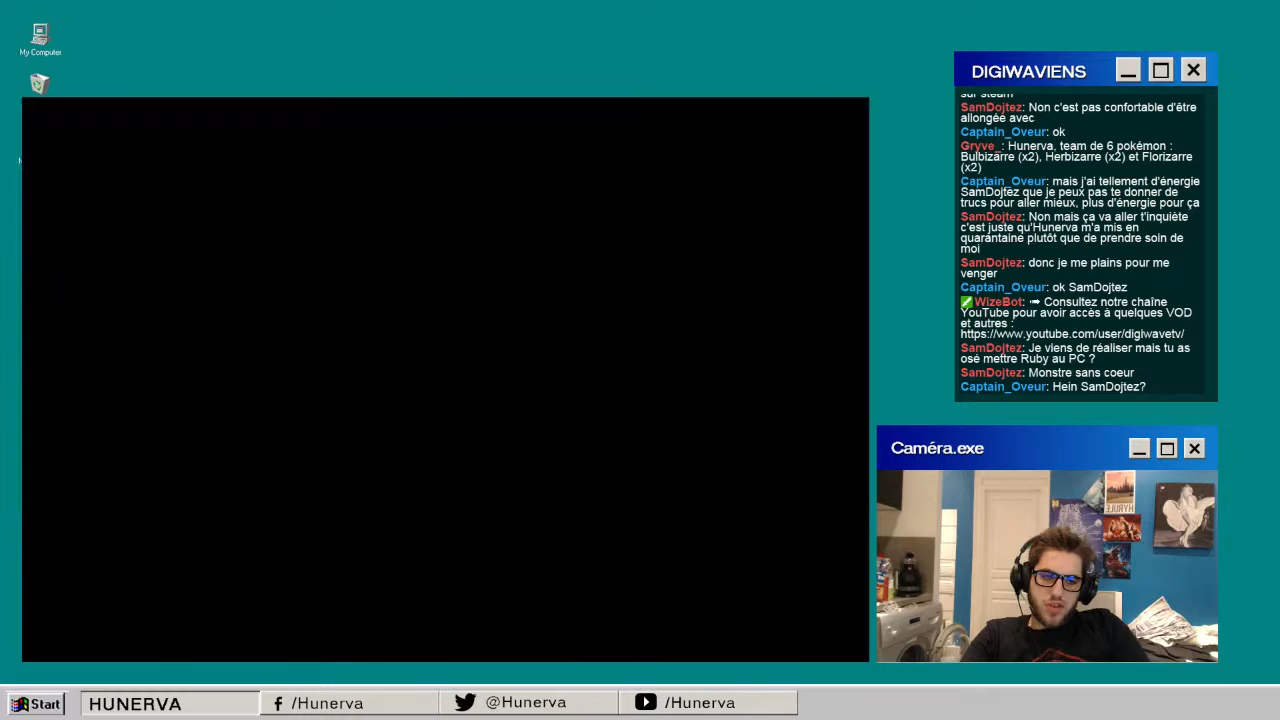 My Computer
DIGIWAVIENS
sur steam
SamDojtez: Non c'est pas confortable d'être
allongée avec
Captain_Oveur: ok
Gryve_: Hunerva, team de 6 pokémon :
Bulbizarre (x2), Herbizarre (x2) et Florizarre
(x2)
Captain_Oveur: mais j'ai tellement d'énergie
SamDojtez que je peux pas te donner de
trucs pour aller mieux, plus d'énergie pour ça
SamDojtez: Non mais ça va aller t'inquiète
c'est juste qu'Hunerva m'a mis en
quarantaine plutôt que de prendre soin de
moi
SamDojtez: donc je me plains pour me
venger
Captain_Oveur: ok SamDojtez
WizeBot: ➟ Consultez notre chaîne
YouTube pour avoir accès à quelques VOD
et autres :
https://www.youtube.com/user/digiwavetv/
SamDojtez: Je viens de réaliser mais tu as
osé mettre Ruby au PC ?
SamDojtez: Monstre sans coeur
Captain_Oveur: Hein SamDojtez?
Caméra.exe
Start
HUNERVA
/Hunerva
@Hunerva
/Hunerva